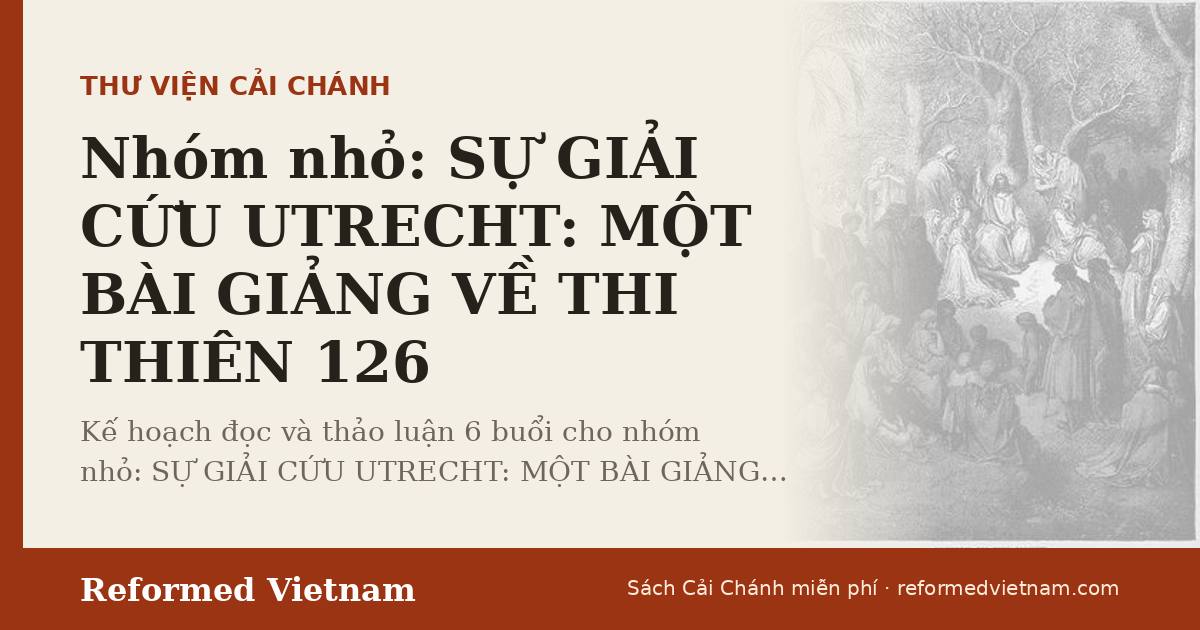 THƯ VIỆN CẢI CHÁNH
Nhóm nhỏ: SỰ GIẢI
CỨU UTRECHT: MỘT
BÀI GIẢNG VỀ THI
THIÊN 126
Kế hoạch đọc và thảo luận 6 buổi cho nhóm
nhỏ: SỰ GIẢI CỨU UTRECHT: MỘT BÀI GIẢNG...
Reformed Vietnam
Sách Cải Chánh miễn phí · reformedvietnam.com